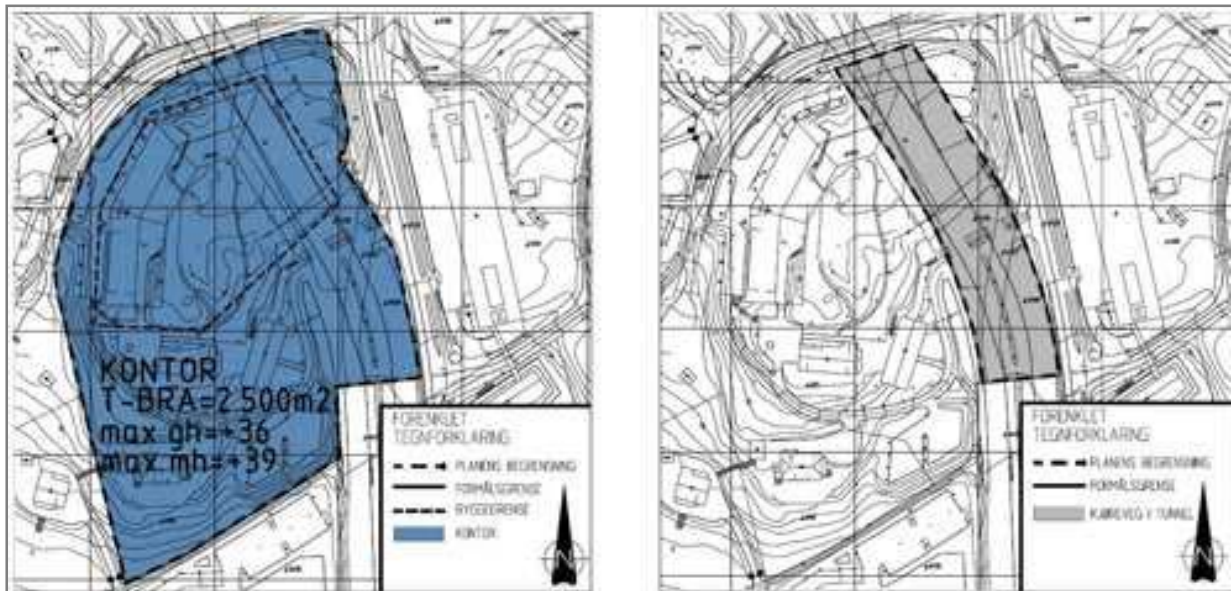 KONTOR
T-BRA=2.500m2
max gh=+36
max mh=+39
FORENKLET
TEGNFORKLARING
PLANENS BEGRENSNING
FORMÅLSGRENSE
BYGGEGRENSE
KONTOR
N
FORENKLET
TEGNFORKLARING
PLANENS BEGRENSNING
FORMÅLSGRENSE
KJØREVEG I TUNNEL
N